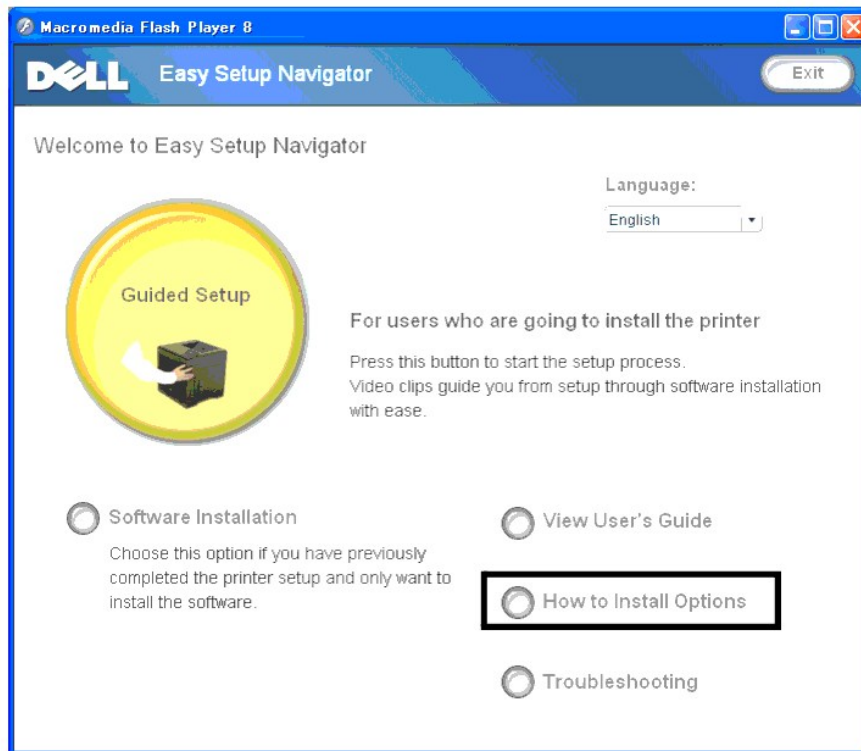 Macromedia Flash Player 8
DELL Easy Setup Navigator Exit
Welcome to Easy Setup Navigator
Language:
English
Guided Setup
For users who are going to install the printer
Press this button to start the setup process.
Video clips guide you from setup through software installation
with ease.
Software Installation
Choose this option if you have previously
completed the printer setup and only want to
install the software.
View User's Guide
How to Install Options
Troubleshooting